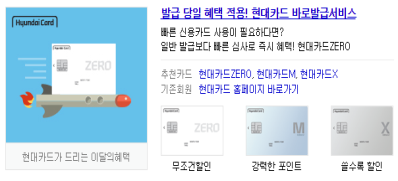 Hyundai Card
ZERO
현대카드가 드리는 이달의혜택
발급 당일 혜택 적용! 현대카드 바로발급서비스
빠른 신용카드 사용이 필요하다면?
일반 발급보다 빠른 심사로 즉시 혜택! 현대카드ZERO
추천카드 현대카드ZERO, 현대카드M, 현대카드X
기존회원 현대카드 홈페이지 바로가기
ZERO
M
X
무조건할인 강력한 포인트 쓸수록 할인